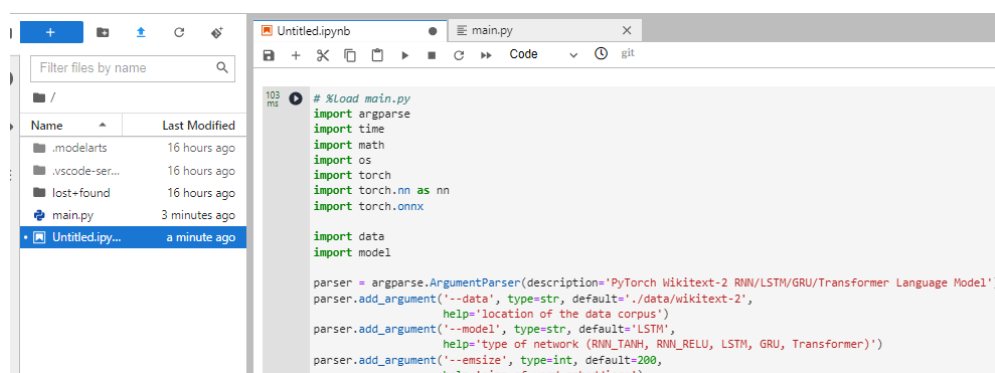 Untitled.ipynb
main.py
Code
git
Filter files by name
/
Name Last Modified
.modelarts 16 hours ago
.vscode-ser... 16 hours ago
lost+found 16 hours ago
main.py 3 minutes ago
Untitled.ipy... a minute ago
103
ms
# %load main.py
import argparse
import time
import math
import os
import torch
import torch.nn as nn
import torch.onnx
import data
import model
parser = argparse.ArgumentParser(description='PyTorch Wikitext-2 RNN/LSTM/GRU/Transformer Language Model')
parser.add_argument('--data', type=str, default='./data/wikitext-2',
help='location of the data corpus')
parser.add_argument('--model', type=str, default='LSTM',
help='type of network (RNN_TANH, RNN_RELU, LSTM, GRU, Transformer)')
parser.add_argument('--emsize', type=int, default=200,